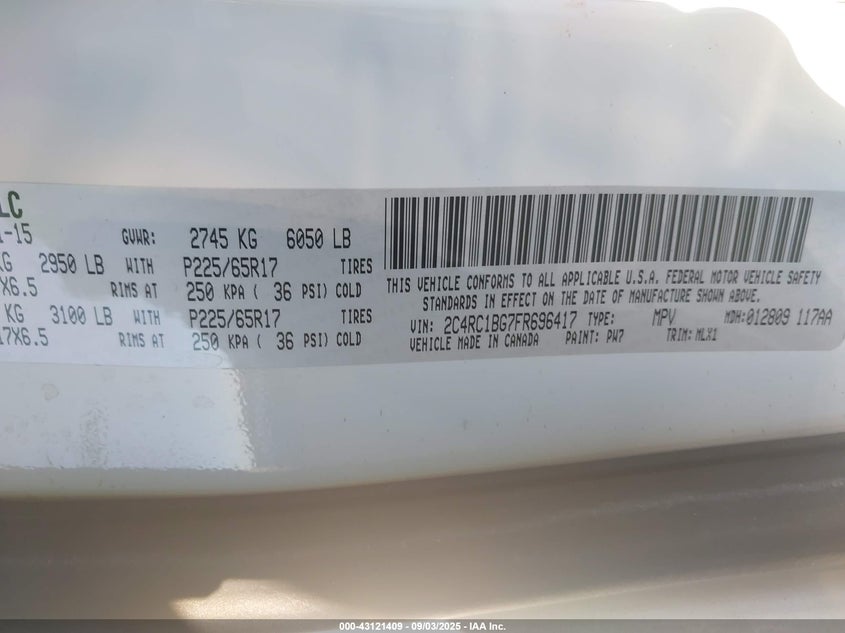 LC
1-15 GVWR: 2745 KG 6050 LB
KG 2950 LB WITH P225/65R17 TIRES
X6.5 RIMS AT 250 KPA ( 36 PSI) COLD
KG 3100 LB WITH P225/65R17 TIRES
17X6.5 RIMS AT 250 KPA ( 36 PSI) COLD
THIS VEHICLE CONFORMS TO ALL APPLICABLE U.S.A. FEDERAL MOTOR VEHICLE SAFETY
STANDARDS IN EFFECT ON THE DATE OF MANUFACTURE SHOWN ABOVE.
VIN: 2C4RC1BG7FR696417 TYPE: MPV MDH:012809 117AA
VEHICLE MADE IN CANADA PAINT: PW7 TRIM: MLX1
000-43121409 - 09/03/2025 - IAA Inc.